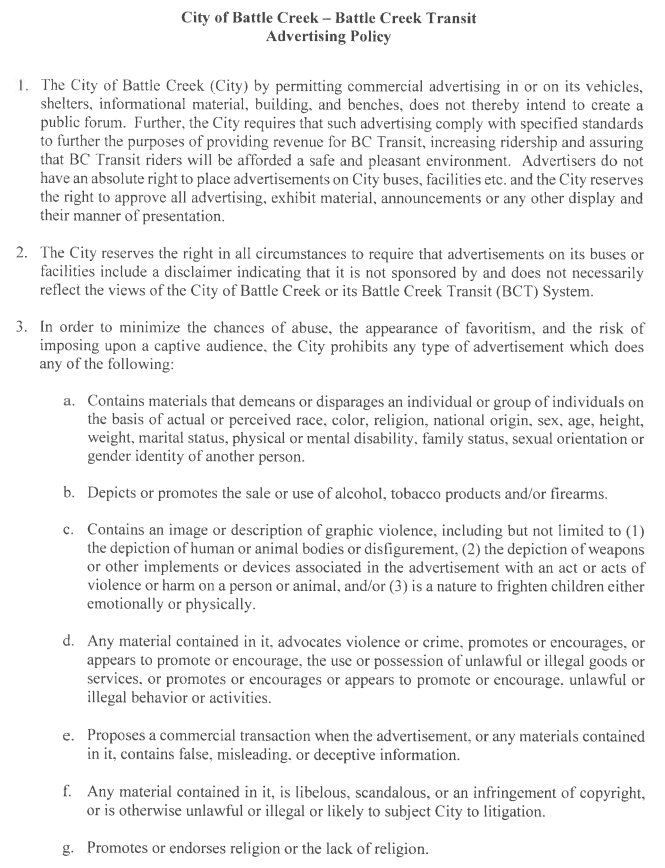 City of Battle Creek – Battle Creek Transit
Advertising Policy
1. The City of Battle Creek (City) by permitting commercial advertising in or on its vehicles,
shelters, informational material, building, and benches, does not thereby intend to create a
public forum. Further, the City requires that such advertising comply with specified standards
to further the purposes of providing revenue for BC Transit, increasing ridership and assuring
that BC Transit riders will be afforded a safe and pleasant environment. Advertisers do not
have an absolute right to place advertisements on City buses, facilities etc. and the City reserves
the right to approve all advertising, exhibit material, announcements or any other display and
their manner of presentation.
2. The City reserves the right in all circumstances to require that advertisements on its buses or
facilities include a disclaimer indicating that it is not sponsored by and does not necessarily
reflect the views of the City of Battle Creek or its Battle Creek Transit (BCT) System.
3. In order to minimize the chances of abuse, the appearance of favoritism, and the risk of
imposing upon a captive audience, the City prohibits any type of advertisement which does
any of the following:
a. Contains materials that demeans or disparages an individual or group of individuals on
the basis of actual or perceived race, color, religion, national origin, sex, age, height,
weight, marital status, physical or mental disability, family status, sexual orientation or
gender identity of another person.
b. Depicts or promotes the sale or use of alcohol, tobacco products and/or firearms.
c. Contains an image or description of graphic violence, including but not limited to (1)
the depiction of human or animal bodies or disfigurement, (2) the depiction of weapons
or other implements or devices associated in the advertisement with an act or acts of
violence or harm on a person or animal, and/or (3) is a nature to frighten children either
emotionally or physically.
d. Any material contained in it, advocates violence or crime, promotes or encourages, or
appears to promote or encourage, the use or possession of unlawful or illegal goods or
services, or promotes or encourages or appears to promote or encourage, unlawful or
illegal behavior or activities.
e. Proposes a commercial transaction when the advertisement, or any materials contained
in it, contains false, misleading, or deceptive information.
f. Any material contained in it, is libelous, scandalous, or an infringement of copyright,
or is otherwise unlawful or illegal or likely to subject City to litigation.
g. Promotes or endorses religion or the lack of religion.